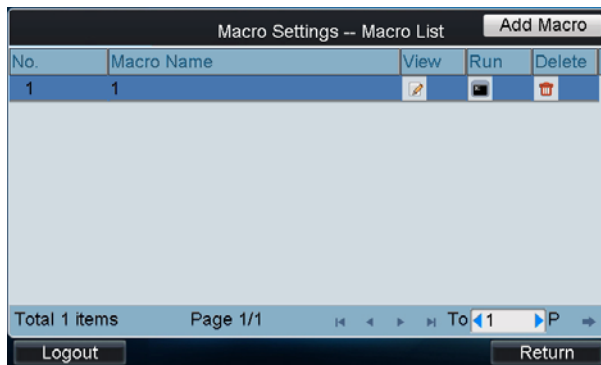 Macro Settings -- Macro List Add Macro
No. Macro Name View Run Delete
1 1
Total 1 items Page 1/1 To 1 P
Logout Return